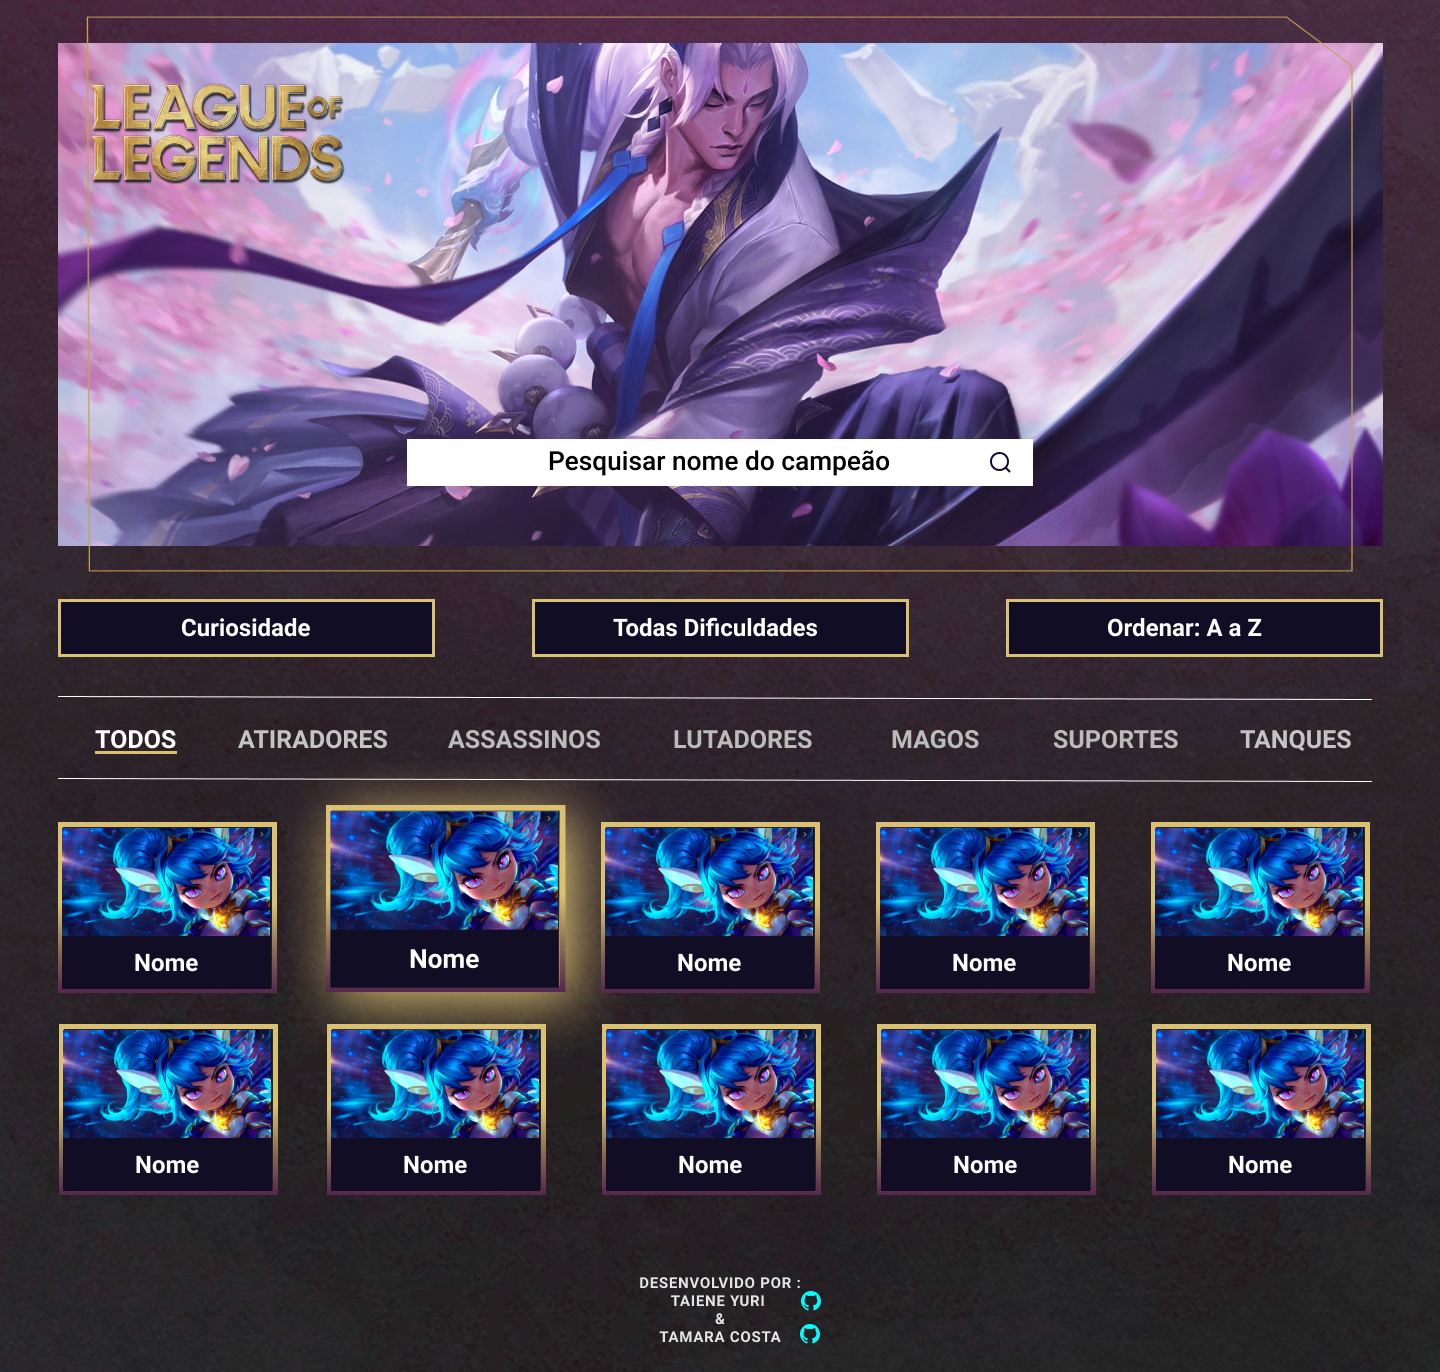 LEAGUE OF
LEGENDS
Pesquisar nome do campeão
Curiosidade
Todas Dificuldades
Ordenar: A a Z
TODOS
ATIRADORES
ASSASSINOS
LUTADORES
MAGOS
SUPORTES
TANQUES
Nome
Nome
Nome
Nome
Nome
Nome
Nome
Nome
Nome
Nome
DESENVOLVIDO POR :
TAIENE YURI
&
TAMARA COSTA